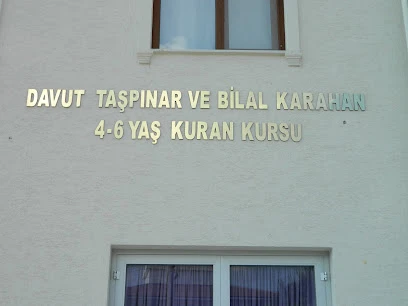 DAVUT TAŞPINAR VE BİLAL KARAHAN
4-6 YAŞ KURAN KURSU